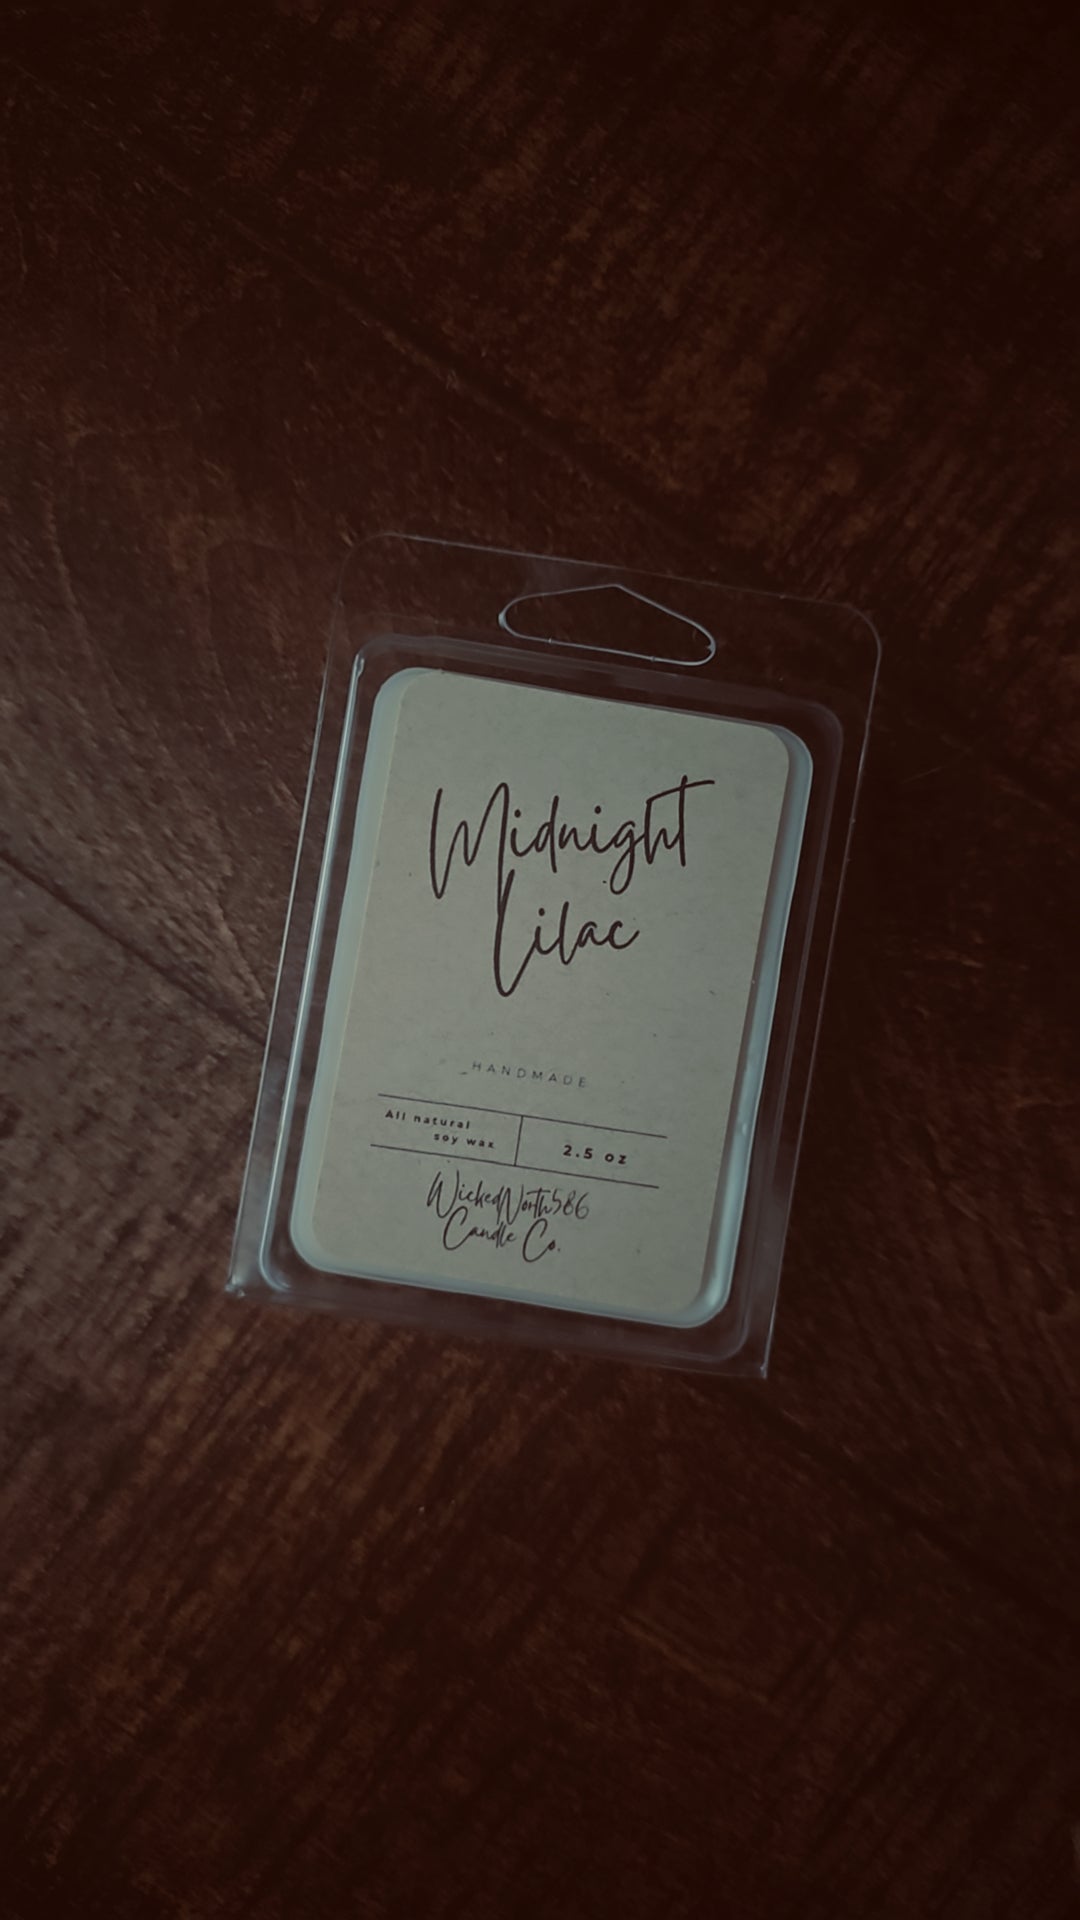 Midnight
Lilac
HANDMADE
All natural
soy wax
2.5 oz
WickedWorth586
Candle Co.